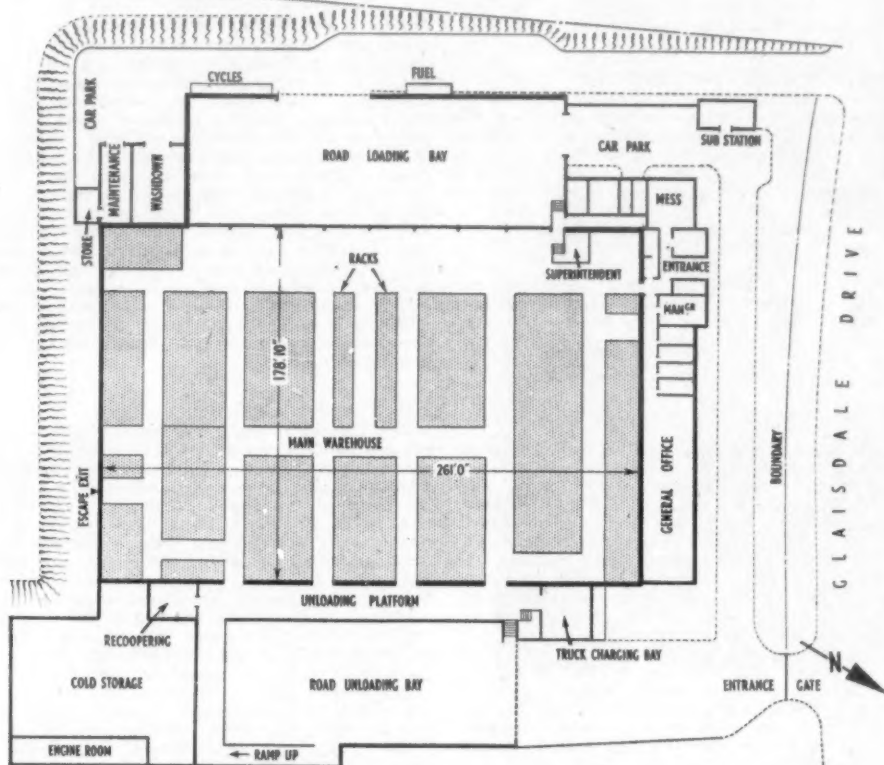 CYCLES
FUEL
CAR PARK
ROAD LOADING BAY
CAR PARK
SUB STATION
MAINTENANCE
WASHDOWN
MESS
STORE
RACKS
SUPERINTENDENT
ENTRANCE
MANGR
178'.10"
MAIN WAREHOUSE
261'.0"
ESCAPE EXIT
GENERAL OFFICE
BOUNDARY
GLAISDALE DRIVE
UNLOADING PLATFORM
RECOOPERING
TRUCK CHARGING BAY
COLD STORAGE
ROAD UNLOADING BAY
ENTRANCE GATE
N
ENGINE ROOM
RAMP UP